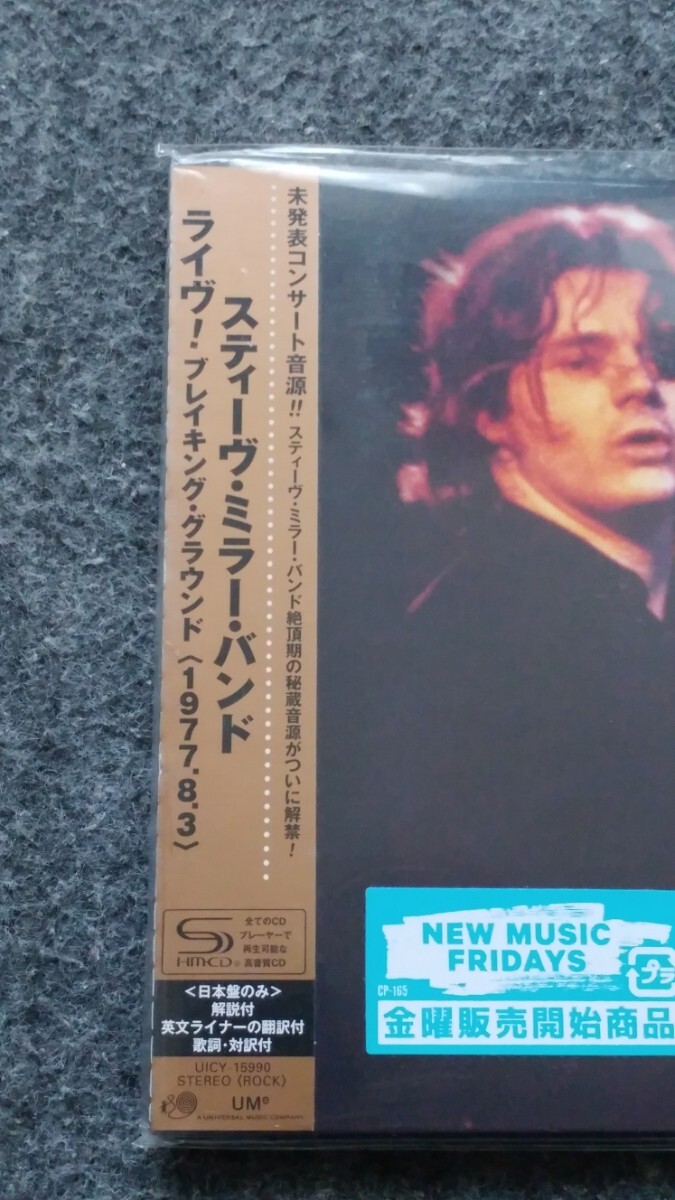 未発表コンサート音源!! スティーヴ・ミラー・バンド絶頂期の秘蔵音源がついに解禁!
スティーヴ・ミラー・バンド
ライヴ! ブレイキング・グラウンド〈1977.8.3〉
SHM-CD
全てのCD
プレーヤーで
再生可能な
高音質CD
<日本盤のみ>
解説付
英文ライナーの翻訳付
歌詞・対訳付
UICY-15990
STEREO (ROCK)
UMe
A UNIVERSAL MUSIC COMPANY
NEW MUSIC
FRIDAYS
プラ
CP-165
金曜販売開始商品